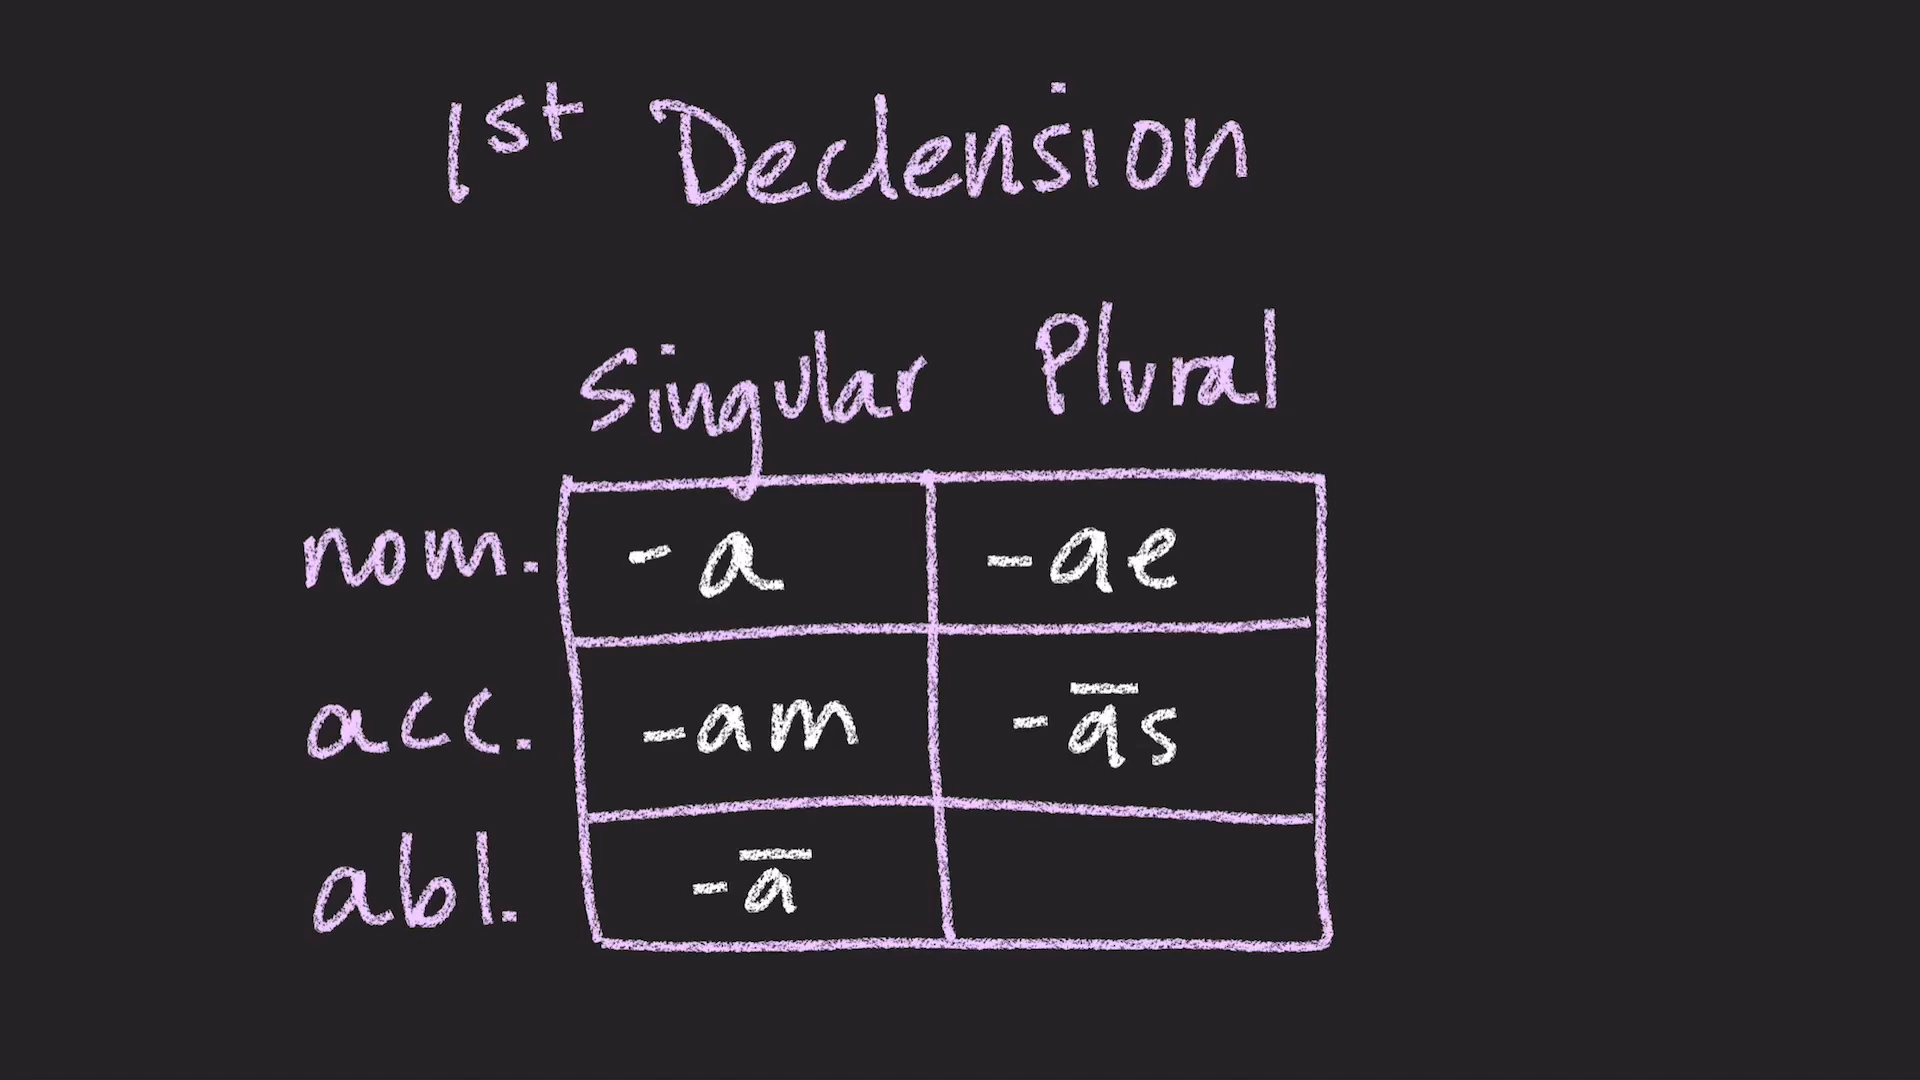 1st Declension
Singular Plural
nom. -a -ae
acc. -am -ās
abl. -ā